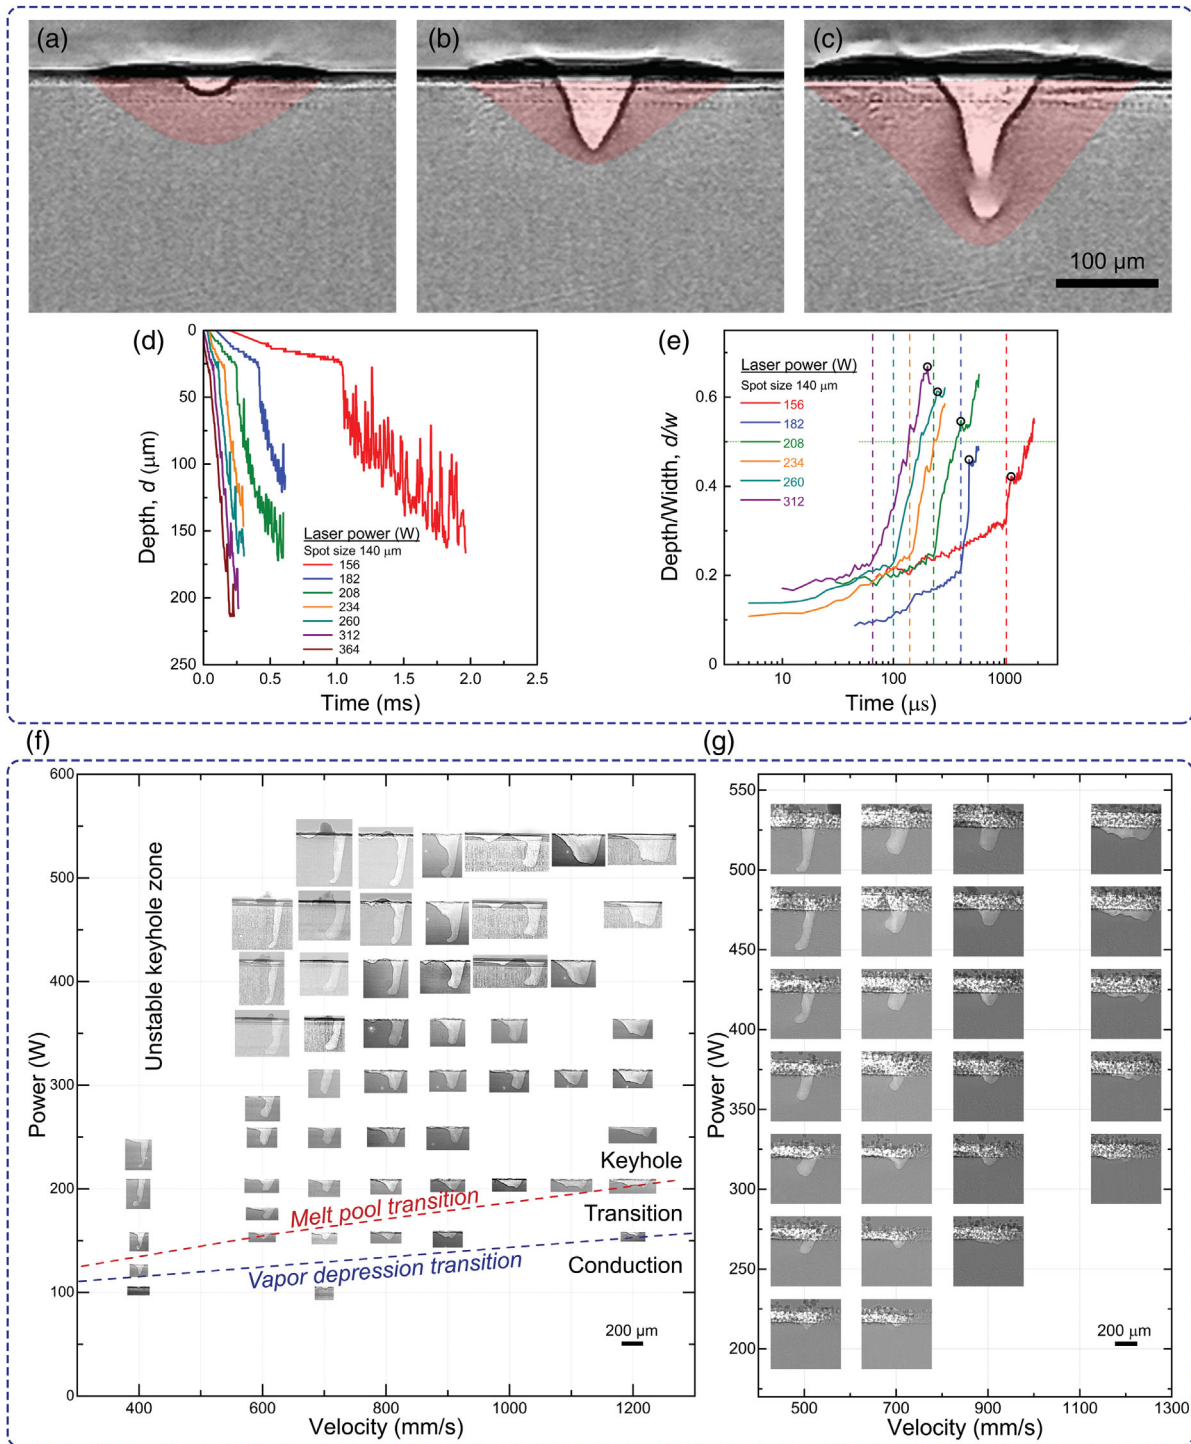 (a)
(b)
(c)
100 µm
(d)
0
50
100
150
200
250
Depth, d (µm)
Laser power (W)
Spot size 140 µm
156
182
208
234
260
312
364
0.0
0.5
1.0
1.5
2.0
2.5
Time (ms)
(e)
0.6
0.4
0.2
0
Depth/Width, d/w
Laser power (W)
Spot size 140 µm
156
182
208
234
260
312
10
100
1000
Time (µs)
(f)
600
500
400
300
200
100
0
Power (W)
Unstable keyhole zone
Keyhole
Melt pool transition
Transition
Vapor depression transition
Conduction
200 µm
400
600
800
1000
1200
Velocity (mm/s)
(g)
550
500
450
400
350
300
250
200
Power (W)
200 µm
500
700
900
1100
1300
Velocity (mm/s)